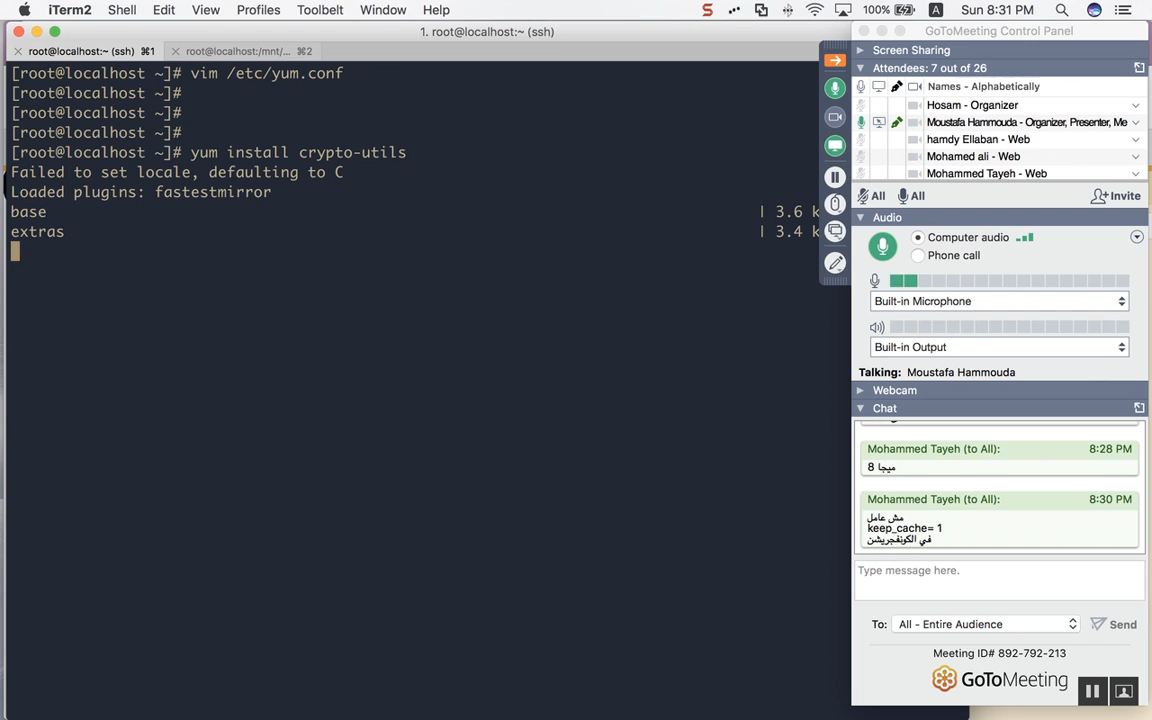 iTerm2 Shell Edit View Profiles Toolbelt Window Help 100% A Sun 8:31 PM
1. root@localhost:~ (ssh)
root@localhost:~ (ssh) ⌘1 root@localhost:/mnt/... ⌘2
[root@localhost ~]# vim /etc/yum.conf
[root@localhost ~]#
[root@localhost ~]#
[root@localhost ~]#
[root@localhost ~]# yum install crypto-utils
Failed to set locale, defaulting to C
Loaded plugins: fastestmirror
base | 3.6 k
extras | 3.4 k
GoToMeeting Control Panel
Screen Sharing
Attendees: 7 out of 26
Names - Alphabetically
Hosam - Organizer
Moustafa Hammouda - Organizer, Presenter, Me
hamdy Ellaban - Web
Mohamed ali - Web
Mohammed Tayeh - Web
All All Invite
Audio
Computer audio
Phone call
Built-in Microphone
Built-in Output
Talking: Moustafa Hammouda
Webcam
Chat
Mohammed Tayeh (to All): 8:28 PM
8 ميجا
Mohammed Tayeh (to All): 8:30 PM
مش عامل
keep_cache= 1
في الكونفجريشن
Type message here.
To: All - Entire Audience Send
Meeting ID# 892-792-213
GoToMeeting